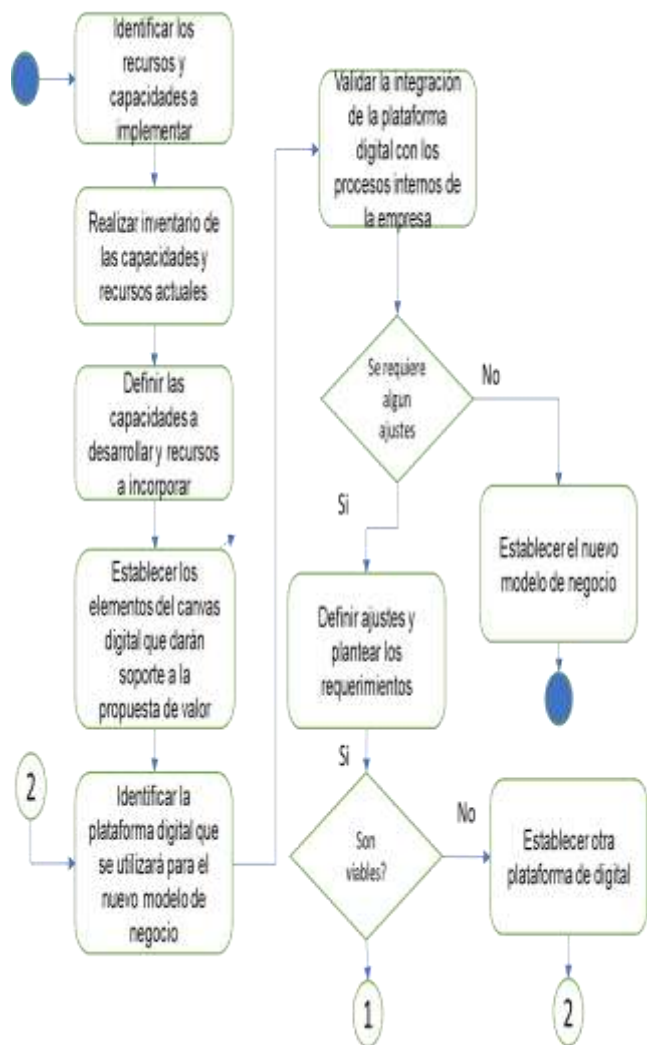 Identificar los
recursos y
capacidades a
implementar
Realizar inventario de
las capacidades y
recursos actuales
Definir las
capacidades a
desarrollar y recursos
a incorporar
Establecer los
elementos del canvas
digital que darán
soporte a la
propuesta de valor
2
Identificar la
plataforma digital que
se utilizará para el
nuevo modelo de
negocio
Validar la integración
de la plataforma
digital con los
procesos internos de
la empresa
Se requiere
algun
ajustes
No
Si
Establecer el nuevo
modelo de negocio
Definir ajustes y
plantear los
requerimientos
Si
Son
viables?
No
Establecer otra
plataforma de digital
1
2